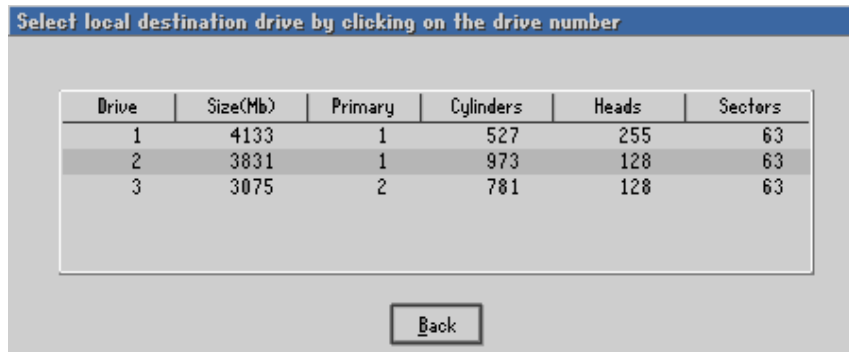 Select local destination drive by clicking on the drive number
Drive Size(Mb) Primary Cylinders Heads Sectors
1 4133 1 527 255 63
2 3831 1 973 128 63
3 3075 2 781 128 63
Back